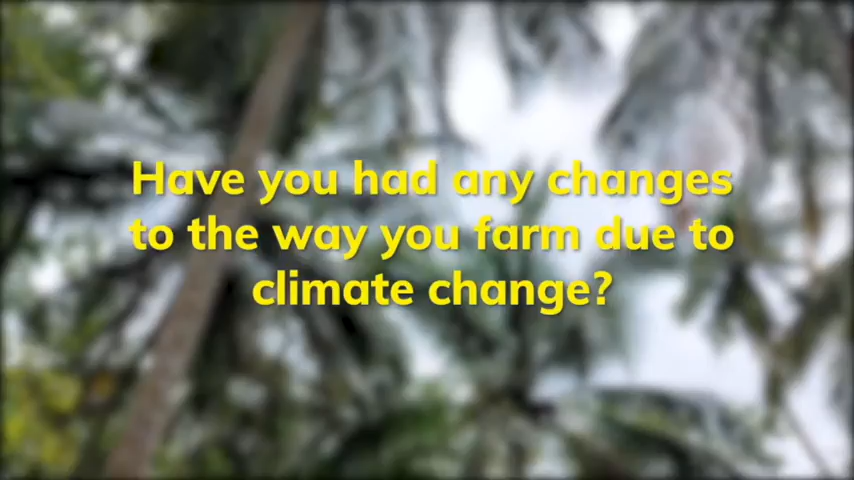 Have you had any changes
to the way you farm due to
climate change?